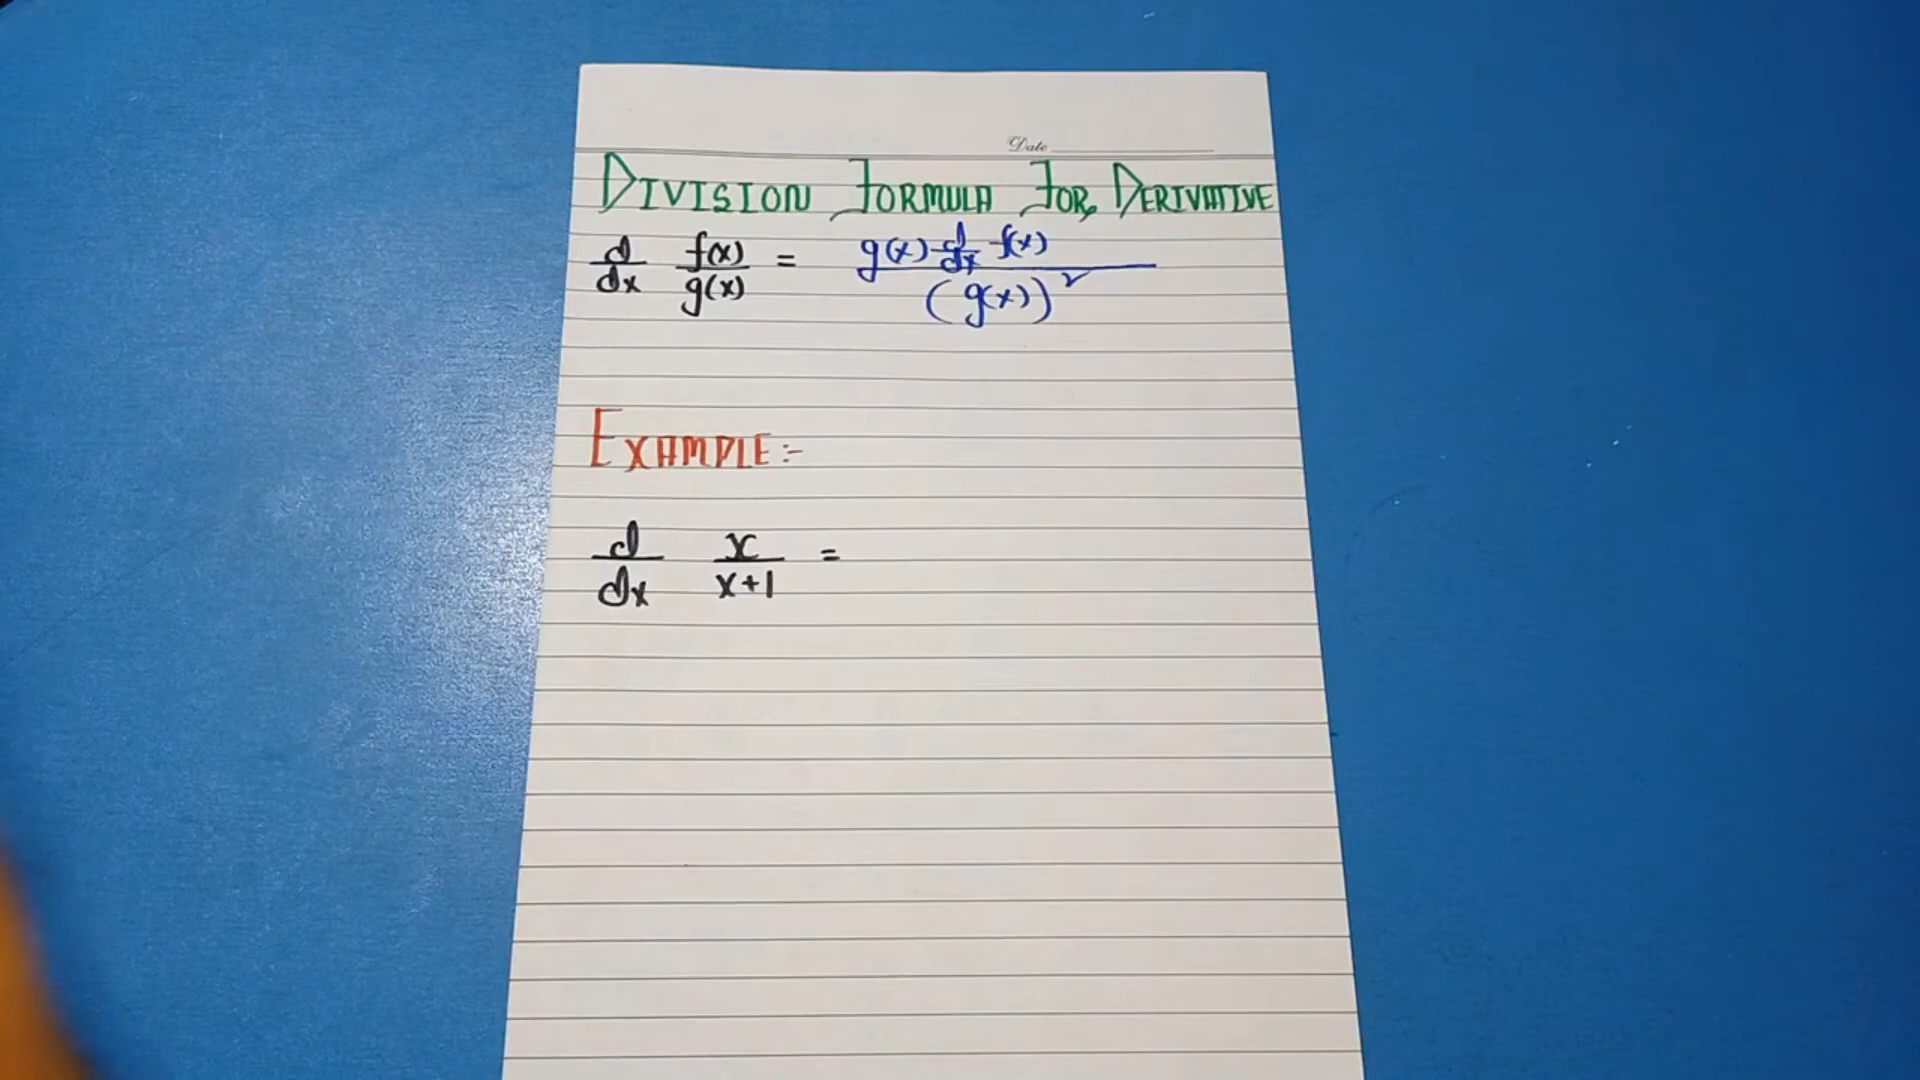 Date
DIVISION FORMULA FOR DERIVATIVE
d/dx f(x)/g(x) = g(x) d/dx f(x) / (g(x))²
EXAMPLE:-
d/dx x/x+1 =